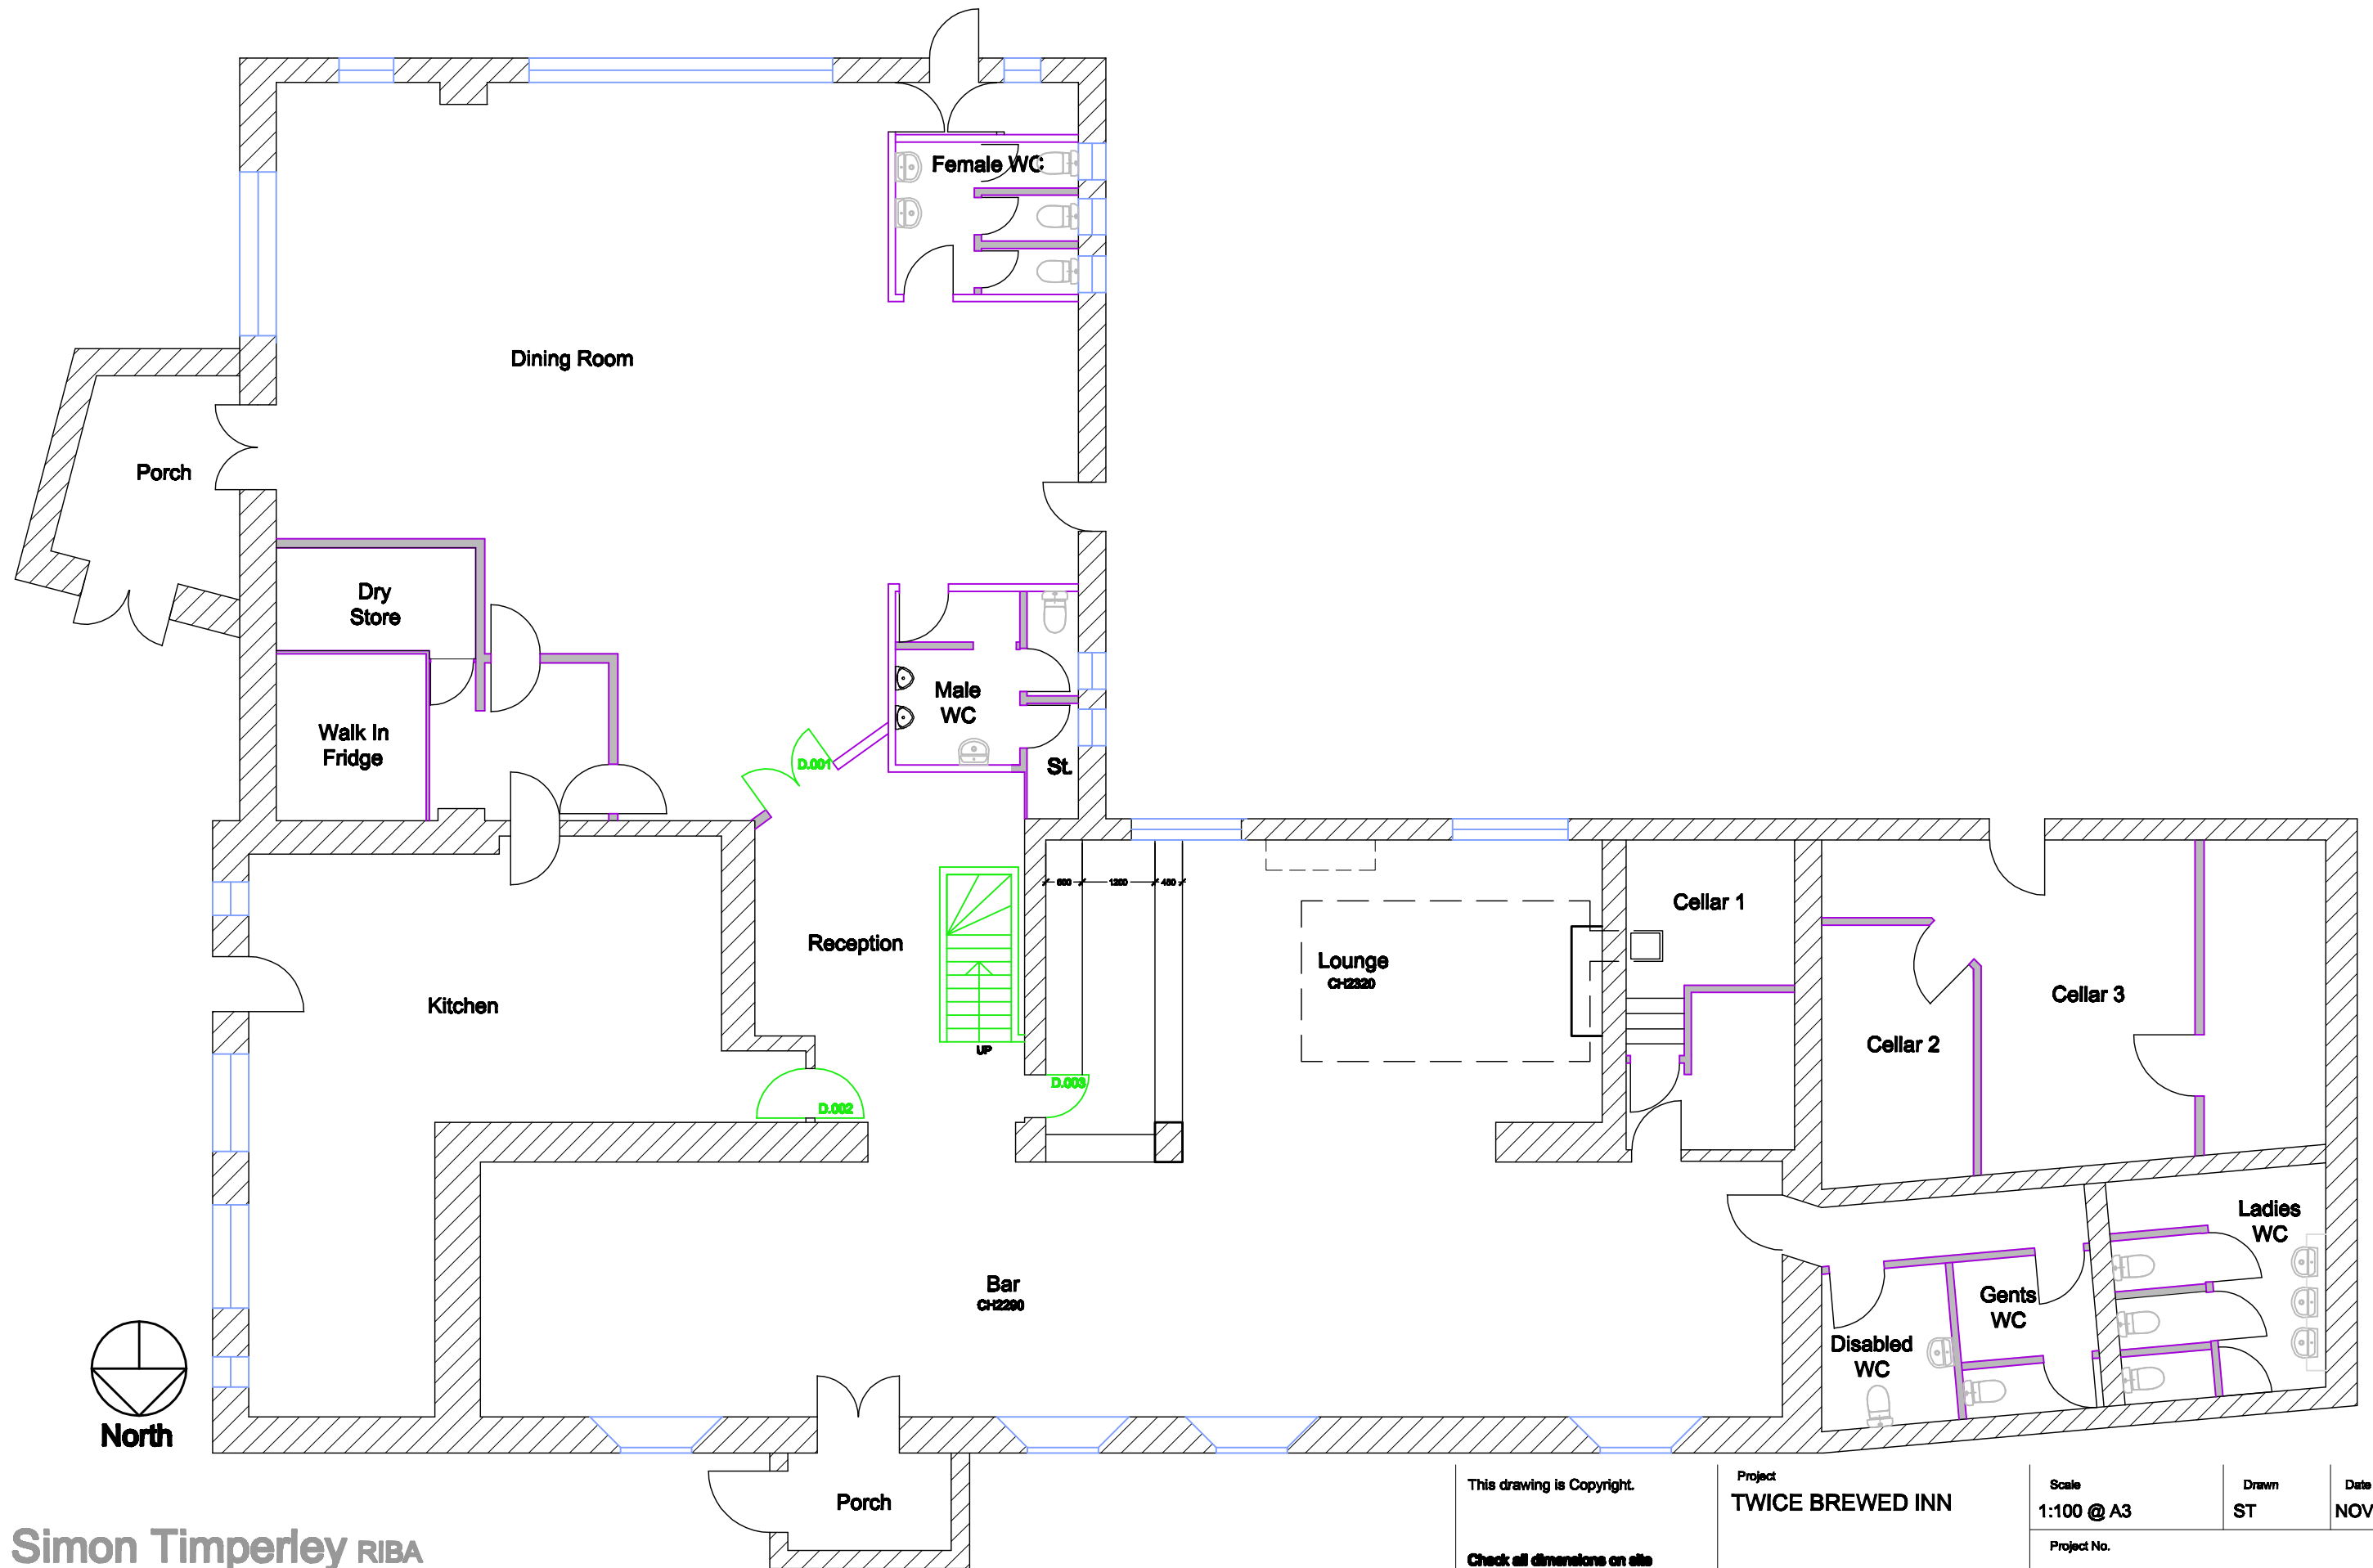 Female WC
Dining Room
Porch
Dry
Store
Male
WC
Walk In
Fridge
D.001
St.
600
1200
450
Cellar 1
Reception
Lounge
CH2320
Kitchen
Cellar 3
Cellar 2
UP
D.003
D.002
Ladies
WC
Bar
CH2290
Gents
WC
Disabled
WC
North
Porch
This drawing is Copyright.
Check all dimensions on site
Project
TWICE BREWED INN
Scale
1:100 @ A3
Drawn
ST
Date
NOV
Project No.
Simon Timperley RIBA